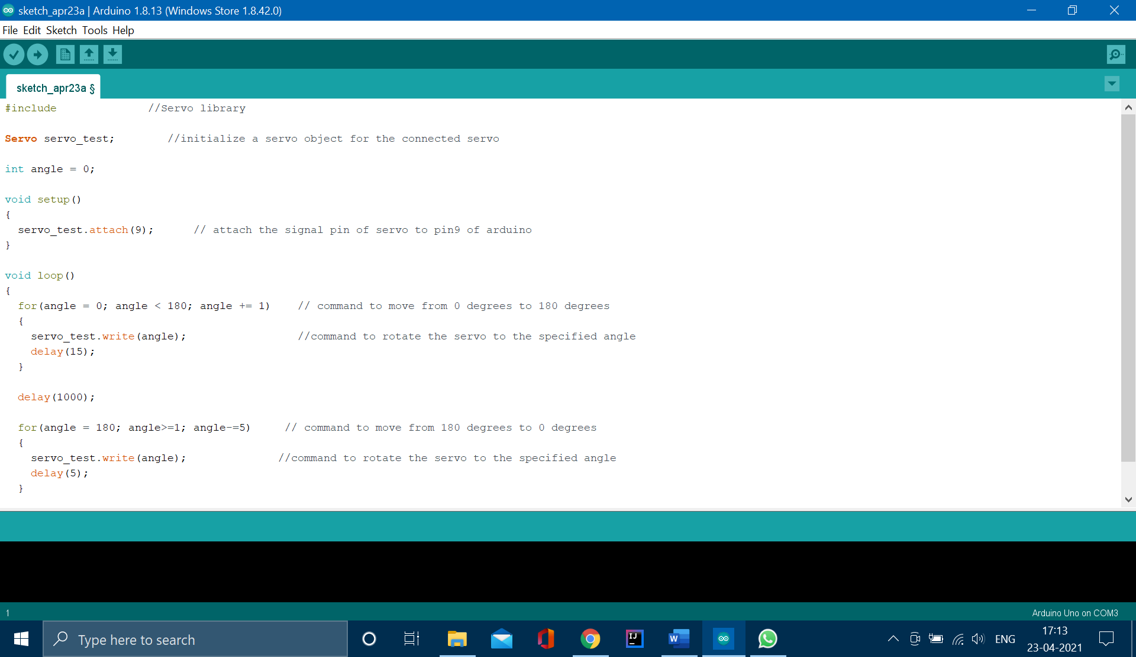 sketch_apr23a | Arduino 1.8.13 (Windows Store 1.8.42.0)
File Edit Sketch Tools Help
sketch_apr23a §
#include //Servo library
Servo servo_test; //initialize a servo object for the connected servo
int angle = 0;
void setup()
{
servo_test.attach(9); // attach the signal pin of servo to pin9 of arduino
}
void loop()
{
for(angle = 0; angle < 180; angle += 1) // command to move from 0 degrees to 180 degrees
{
servo_test.write(angle); //command to rotate the servo to the specified angle
delay(15);
}
delay(1000);
for(angle = 180; angle>=1; angle-=5) // command to move from 180 degrees to 0 degrees
{
servo_test.write(angle); //command to rotate the servo to the specified angle
delay(5);
}
1
Arduino Uno on COM3
Type here to search
IJ
W
ENG
17:13
23-04-2021